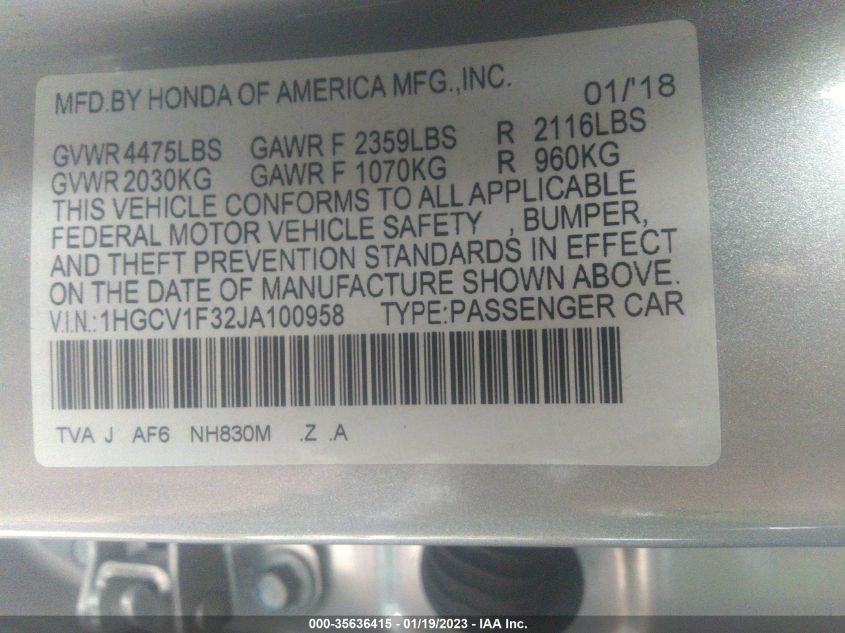 MFD.BY HONDA OF AMERICA MFG.,INC. 01/'18
GVWR 4475LBS GAWR F 2359LBS R 2116LBS
GVWR 2030KG GAWR F 1070KG R 960KG
THIS VEHICLE CONFORMS TO ALL APPLICABLE
FEDERAL MOTOR VEHICLE SAFETY , BUMPER,
AND THEFT PREVENTION STANDARDS IN EFFECT
ON THE DATE OF MANUFACTURE SHOWN ABOVE.
V.I.N.:1HGCV1F32JA100958 TYPE:PASSENGER CAR
TVA J AF6 NH830M .Z .A
000-35636415 - 01/19/2023 - IAA Inc.